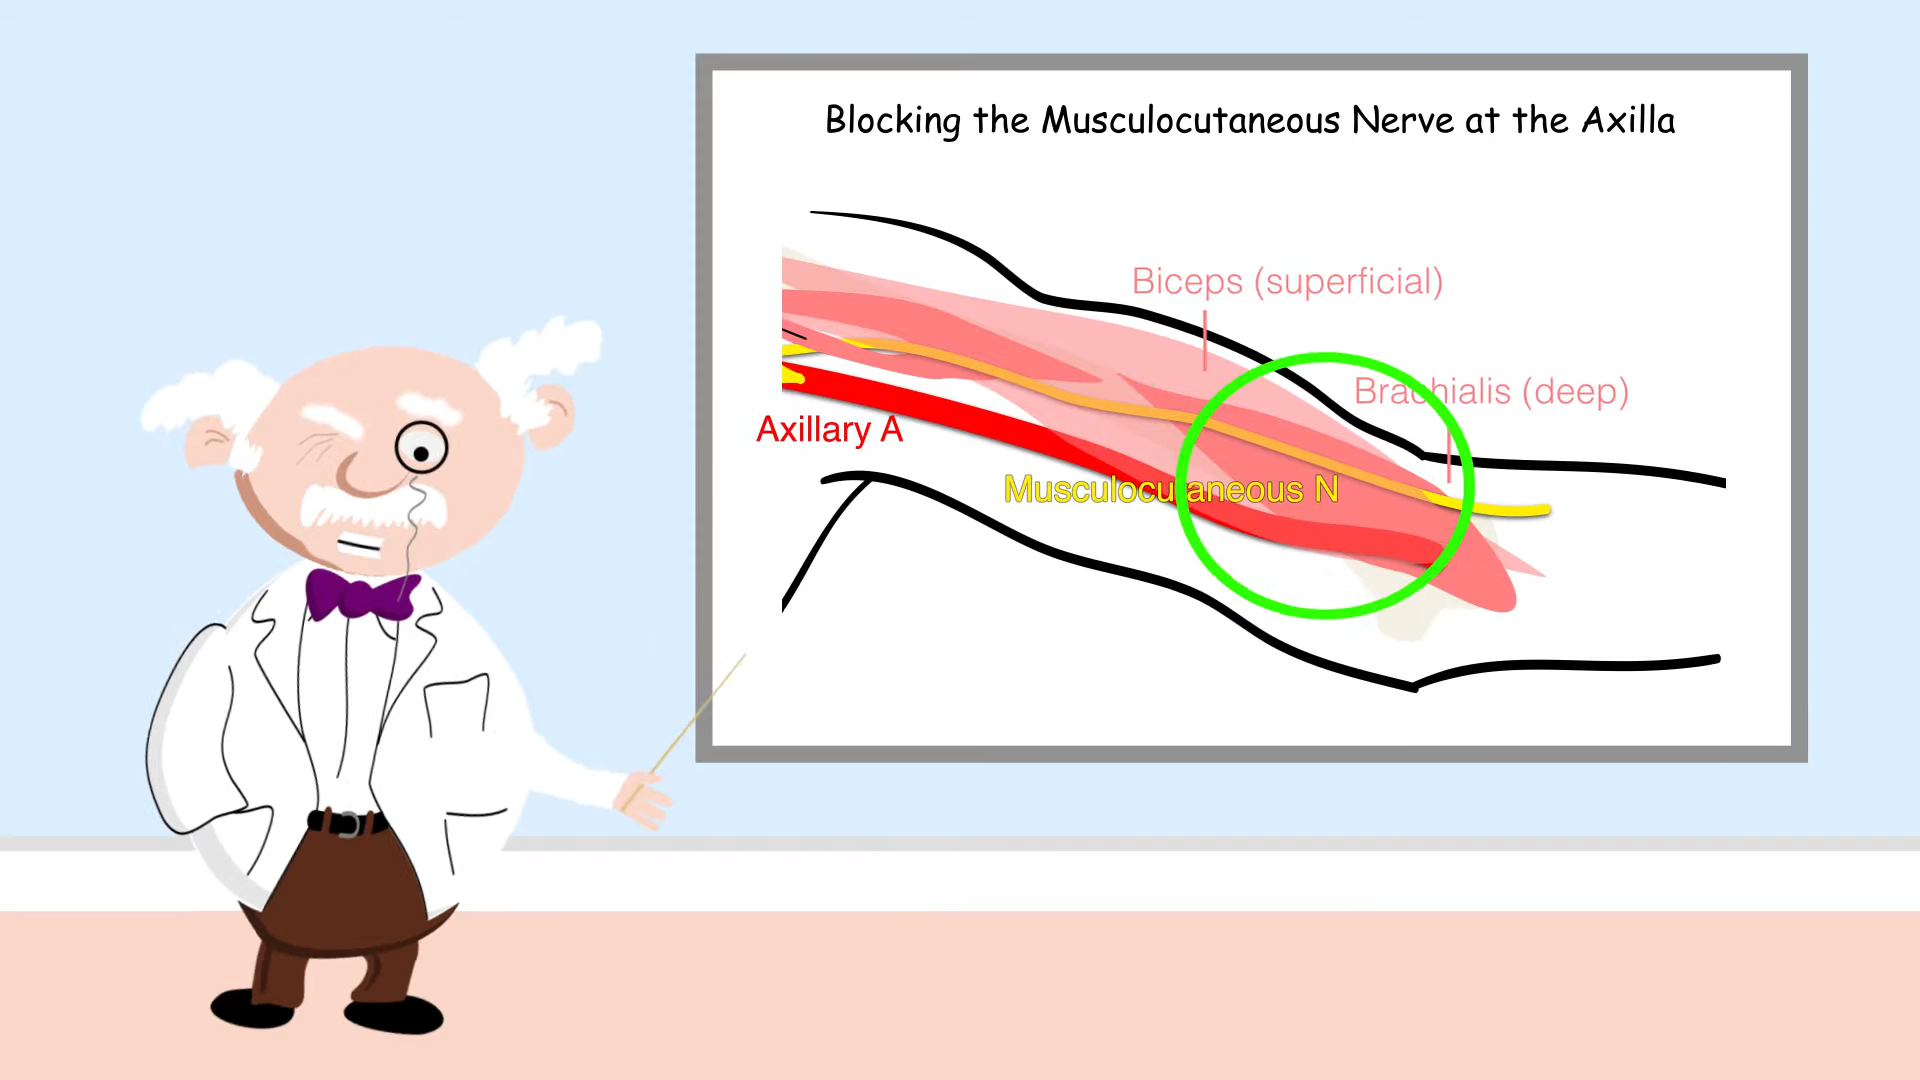 Blocking the Musculocutaneous Nerve at the Axilla
Biceps (superficial)
Brachialis (deep)
Axillary A
Musculocutaneous N